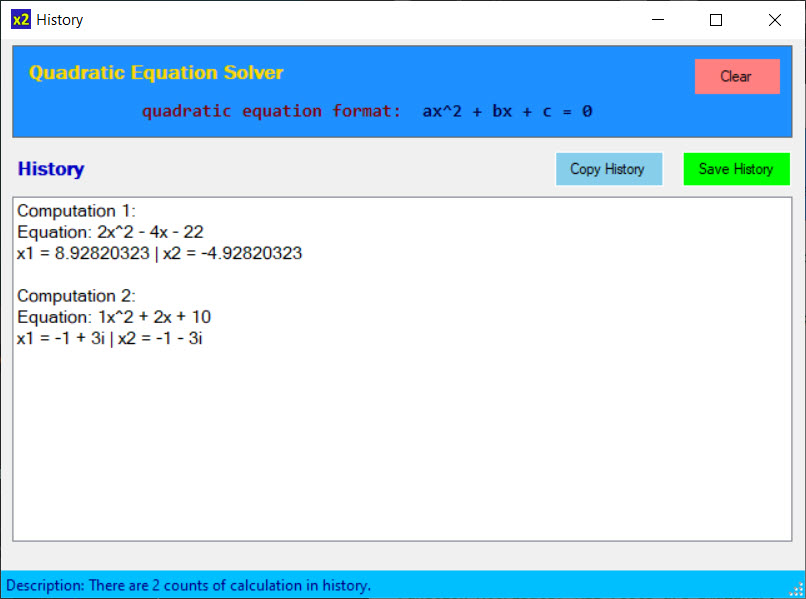 x2 History
Quadratic Equation Solver
Clear
quadratic equation format: ax^2 + bx + c = 0
History
Copy History
Save History
Computation 1:
Equation: 2x^2 - 4x - 22
x1 = 8.92820323 | x2 = -4.92820323
Computation 2:
Equation: 1x^2 + 2x + 10
x1 = -1 + 3i | x2 = -1 - 3i
Description: There are 2 counts of calculation in history.